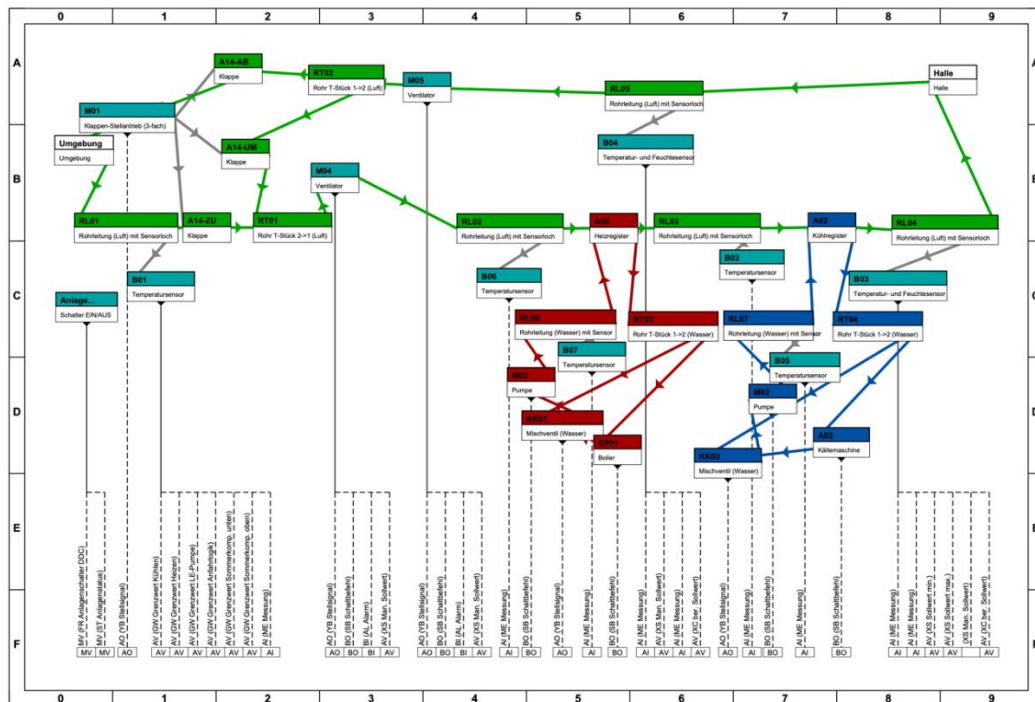 0 1 2 3 4 5 6 7 8 9
A
A14-AB
Klappe
RT02
Rohr T-Stück 1->2 (Luft)
M05
Ventilator
RL05
Rohrleitung (Luft) mit Sensorloch
Halle
Halle
A
M01
Klappen-Stellantrieb (3-fach)
Umgebung
Umgebung
A14-UM
Klappe
B04
Temperatur- und Feuchtesensor
B
M04
Ventilator
RL01
Rohrleitung (Luft) mit Sensorloch
A14-ZU
Klappe
RT01
Rohr T-Stück 2->1 (Luft)
RL02
Rohrleitung (Luft) mit Sensorloch
Heizregister
RL03
Rohrleitung (Luft) mit Sensorloch
A02
Kühlregister
RL04
Rohrleitung (Luft) mit Sensorloch
B01
Temperatursensor
B06
Temperatursensor
B02
Temperatursensor
B03
Temperatur- und Feuchtesensor
C
C
Anlage...
Schalter EIN/AUS
RL06
Rohrleitung (Wasser) mit Sensor
RT03
Rohr T-Stück 1->2 (Wasser)
RL07
Rohrleitung (Wasser) mit Sensor
RT04
Rohr T-Stück 1->2 (Wasser)
B07
Temperatursensor
B05
Temperatursensor
M03
Pumpe
M02
Pumpe
D
D
KK01
Mischventil (Wasser)
EP01
Boiler
KK02
Mischventil (Wasser)
A03
Kältemaschine
E
MV (FR Anlagenschalter DDC)
MV (ST Anlagenstatus)
AO (YB Stellsignal)
AV (GW Grenzwert Kühlen)
AV (GW Grenzwert Heizen)
AV (GW Grenzwert LE-Pumpe)
AV (GW Grenzwert Anfahrlogik)
AV (GW Grenzwert Sommerkomp. unten)
AV (GW Grenzwert Sommerkomp. oben)
AI (ME Messung)
AO (YB Stellsignal)
BO (SB Schaltbefehl)
BI (AL Alarm)
AV (XS Man. Sollwert)
AO (YB Stellsignal)
BO (SB Schaltbefehl)
BI (AL Alarm)
AV (XS Man. Sollwert)
AI (ME Messung)
BO (SB Schaltbefehl)
AO (YB Stellsignal)
AI (ME Messung)
BO (SB Schaltbefehl)
AI (ME Messung)
AV (XS Man. Sollwert)
AI (ME Messung)
AV (XC ber. Sollwert)
AO (YB Stellsignal)
AI (ME Messung)
BO (SB Schaltbefehl)
AI (ME Messung)
BO (SB Schaltbefehl)
AI (ME Messung)
AI (ME Messung)
AV (XS Sollwert min.)
AV (XS Sollwert max.)
(XS Man. Sollwert)
AV (XC ber. Sollwert)
F
MV MV AO AV AV AV AV AV AV AI AO BO BI AV AO BO BI AV AI BO AO AI BO AI AV AI AV AO AI BO AI BO AI AI AV AV AV
0 1 2 3 4 5 6 7 8 9